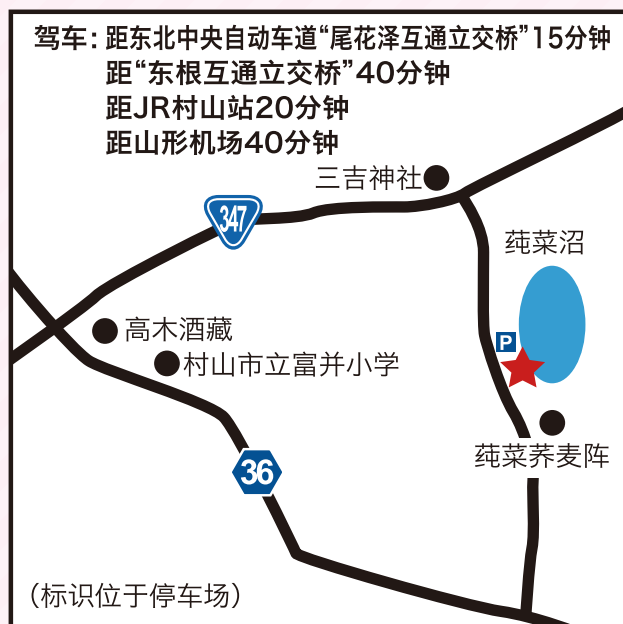 驾车：距东北中央自动车道“尾花泽互通立交桥”15分钟
距“东根互通立交桥”40分钟
距JR村山站20分钟
距山形机场40分钟
三吉神社
347
莼菜沼
P
高木酒藏
村山市立富并小学
莼菜荞麦阵
36
（标识位于停车场）